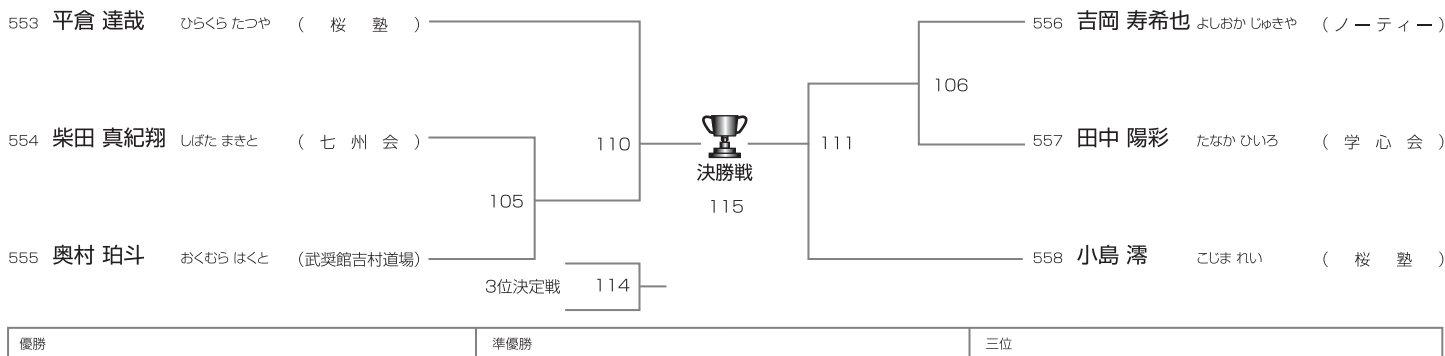 553 平倉 達哉 ひらくら たつや ( 桜 塾 )
554 柴田 真紀翔 しばた まきと ( 七 州 会 )
555 奥村 珀斗 おくむら はくと (武奨館吉村道場)
105
110
決勝戦
115
3位決定戦 114
111
106
556 吉岡 寿希也 よしおか じゅきや ( ノーティー )
557 田中 陽彩 たなか ひいろ ( 学 心 会 )
558 小島 澪 こじま れい ( 桜 塾 )
優勝 準優勝 三位